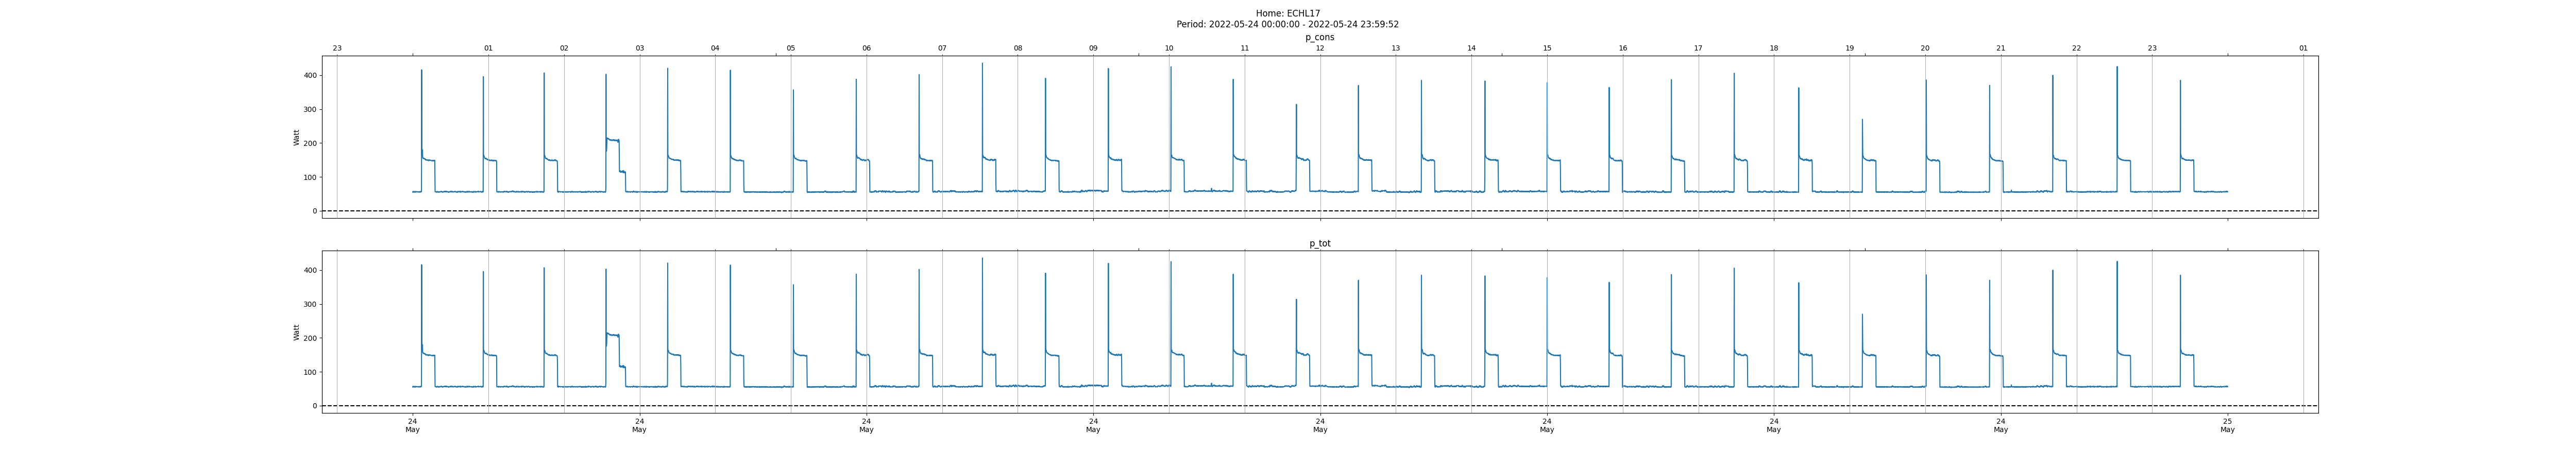 Home: ECHL17
Period: 2022-05-24 00:00:00 - 2022-05-24 23:59:52
p_cons
23 01 02 03 04 05 06 07 08 09 10 11 12 13 14 15 16 17 18 19 20 21 22 23 01
400
300
200
100
0
Watt
p_tot
400
300
200
100
0
Watt
24 24 24 24 24 24 24 24 25
May May May May May May May May May